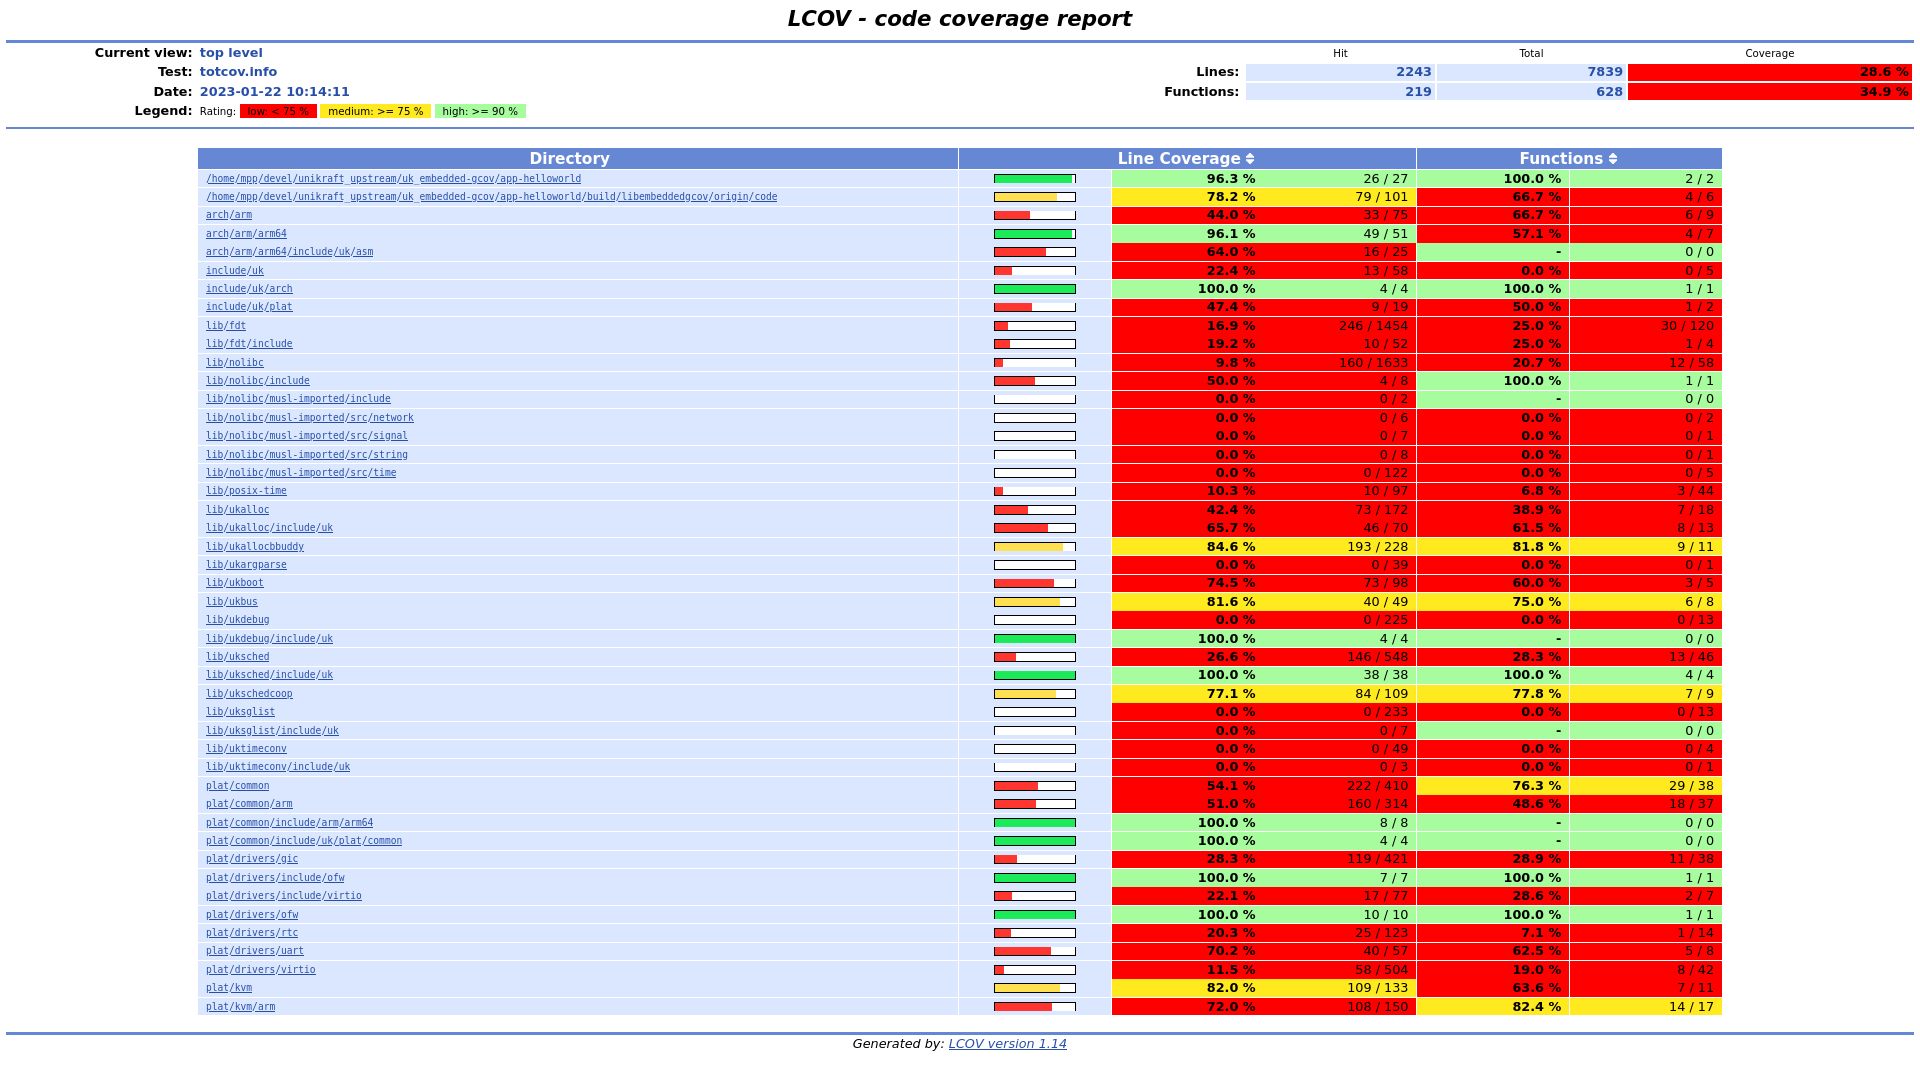 LCOV - code coverage report
Current view: top level Hit Total Coverage
Test: totcov.info Lines: 2243 7839 28.6 %
Date: 2023-01-22 10:14:11 Functions: 219 628 34.9 %
Legend: Rating: low: < 75 % medium: >= 75 % high: >= 90 %
Directory Line Coverage Functions
/home/mpp/devel/unikraft_upstream/uk_embedded-gcov/app-helloworld 96.3 % 26 / 27 100.0 % 2 / 2
/home/mpp/devel/unikraft_upstream/uk_embedded-gcov/app-helloworld/build/libembeddedgcov/origin/code 78.2 % 79 / 101 66.7 % 4 / 6
arch/arm 44.0 % 33 / 75 66.7 % 6 / 9
arch/arm/arm64 96.1 % 49 / 51 57.1 % 4 / 7
arch/arm/arm64/include/uk/asm 64.0 % 16 / 25 - 0 / 0
include/uk 22.4 % 13 / 58 0.0 % 0 / 5
include/uk/arch 100.0 % 4 / 4 100.0 % 1 / 1
include/uk/plat 47.4 % 9 / 19 50.0 % 1 / 2
lib/fdt 16.9 % 246 / 1454 25.0 % 30 / 120
lib/fdt/include 19.2 % 10 / 52 25.0 % 1 / 4
lib/nolibc 9.8 % 160 / 1633 20.7 % 12 / 58
lib/nolibc/include 50.0 % 4 / 8 100.0 % 1 / 1
lib/nolibc/musl-imported/include 0.0 % 0 / 2 - 0 / 0
lib/nolibc/musl-imported/src/network 0.0 % 0 / 6 0.0 % 0 / 2
lib/nolibc/musl-imported/src/signal 0.0 % 0 / 7 0.0 % 0 / 1
lib/nolibc/musl-imported/src/string 0.0 % 0 / 8 0.0 % 0 / 1
lib/nolibc/musl-imported/src/time 0.0 % 0 / 122 0.0 % 0 / 5
lib/posix-time 10.3 % 10 / 97 6.8 % 3 / 44
lib/ukalloc 42.4 % 73 / 172 38.9 % 7 / 18
lib/ukalloc/include/uk 65.7 % 46 / 70 61.5 % 8 / 13
lib/ukallocbbuddy 84.6 % 193 / 228 81.8 % 9 / 11
lib/ukargparse 0.0 % 0 / 39 0.0 % 0 / 1
lib/ukboot 74.5 % 73 / 98 60.0 % 3 / 5
lib/ukbus 81.6 % 40 / 49 75.0 % 6 / 8
lib/ukdebug 0.0 % 0 / 225 0.0 % 0 / 13
lib/ukdebug/include/uk 100.0 % 4 / 4 - 0 / 0
lib/uksched 26.6 % 146 / 548 28.3 % 13 / 46
lib/uksched/include/uk 100.0 % 38 / 38 100.0 % 4 / 4
lib/ukschedcoop 77.1 % 84 / 109 77.8 % 7 / 9
lib/uksglist 0.0 % 0 / 233 0.0 % 0 / 13
lib/uksglist/include/uk 0.0 % 0 / 7 - 0 / 0
lib/uktimeconv 0.0 % 0 / 49 0.0 % 0 / 4
lib/uktimeconv/include/uk 0.0 % 0 / 3 0.0 % 0 / 1
plat/common 54.1 % 222 / 410 76.3 % 29 / 38
plat/common/arm 51.0 % 160 / 314 48.6 % 18 / 37
plat/common/include/arm/arm64 100.0 % 8 / 8 - 0 / 0
plat/common/include/uk/plat/common 100.0 % 4 / 4 - 0 / 0
plat/drivers/gic 28.3 % 119 / 421 28.9 % 11 / 38
plat/drivers/include/ofw 100.0 % 7 / 7 100.0 % 1 / 1
plat/drivers/include/virtio 22.1 % 17 / 77 28.6 % 2 / 7
plat/drivers/ofw 100.0 % 10 / 10 100.0 % 1 / 1
plat/drivers/rtc 20.3 % 25 / 123 7.1 % 1 / 14
plat/drivers/uart 70.2 % 40 / 57 62.5 % 5 / 8
plat/drivers/virtio 11.5 % 58 / 504 19.0 % 8 / 42
plat/kvm 82.0 % 109 / 133 63.6 % 7 / 11
plat/kvm/arm 72.0 % 108 / 150 82.4 % 14 / 17
Generated by: LCOV version 1.14